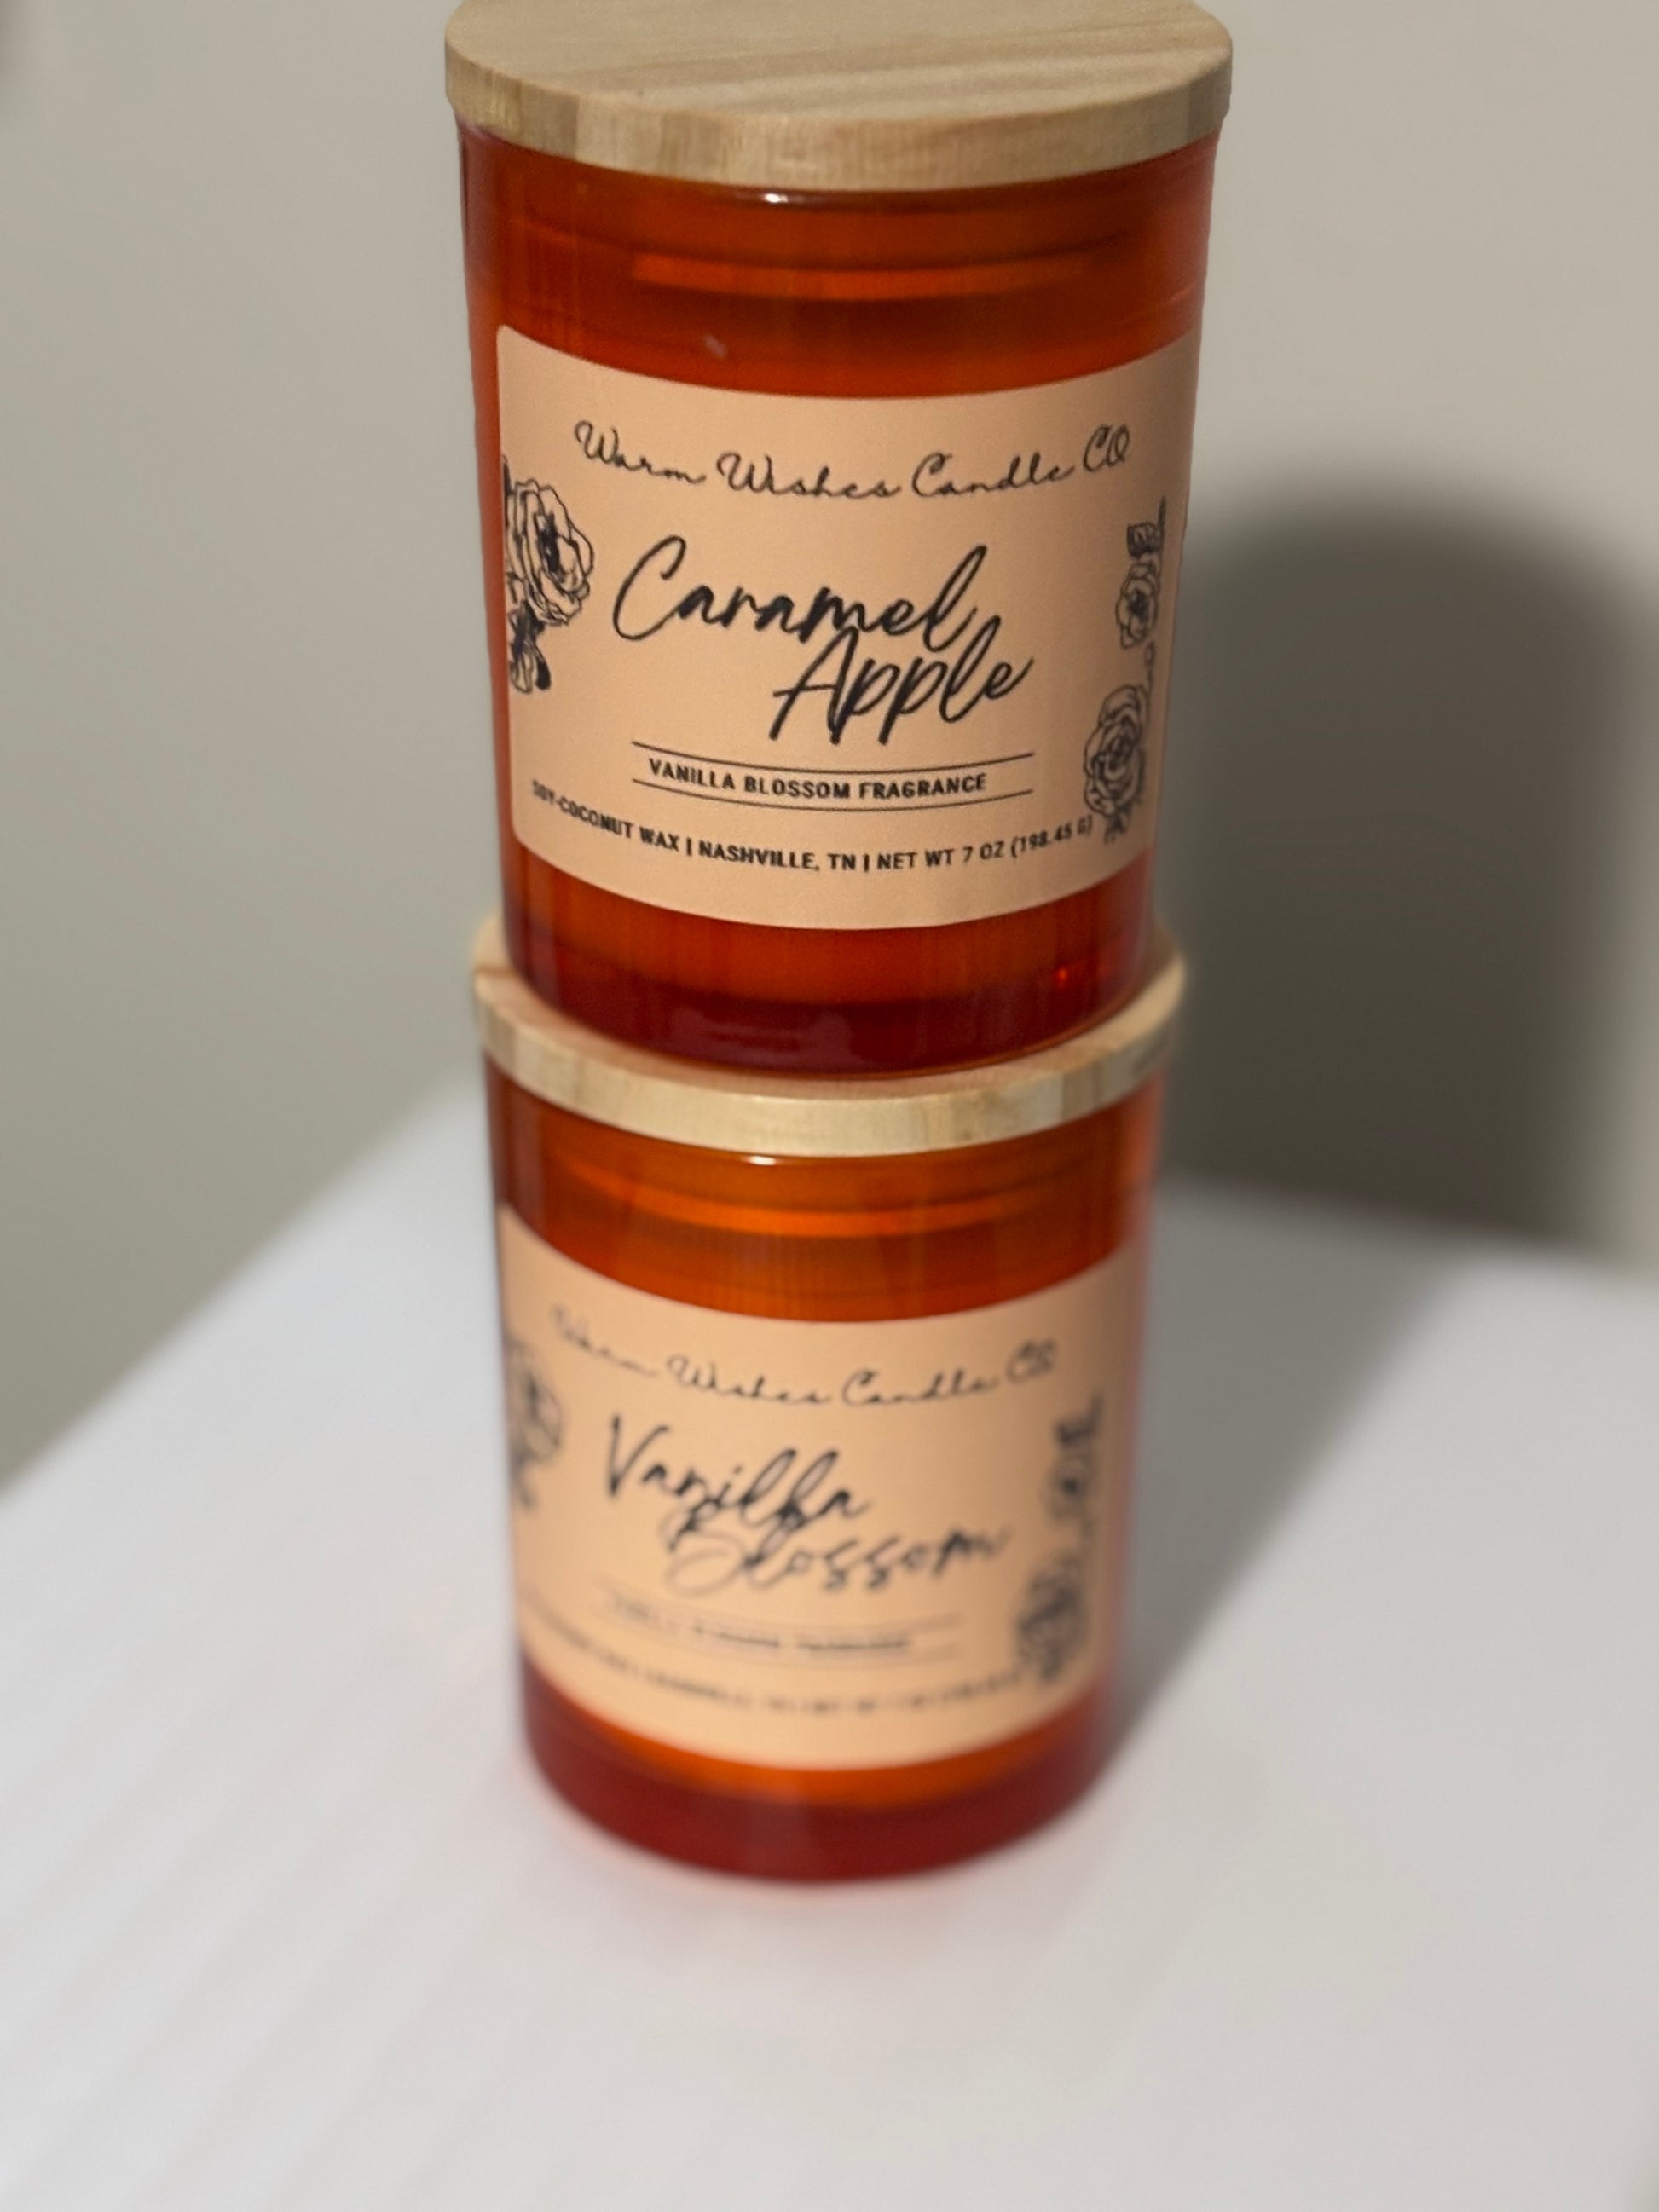 Warm Wishes Candle CO
Caramel
Apple
VANILLA BLOSSOM FRAGRANCE
SOY-COCONUT WAX | NASHVILLE, TN | NET WT 7 OZ (198.45 G)
Warm Wishes Candle CO
Vanilla
Blossom